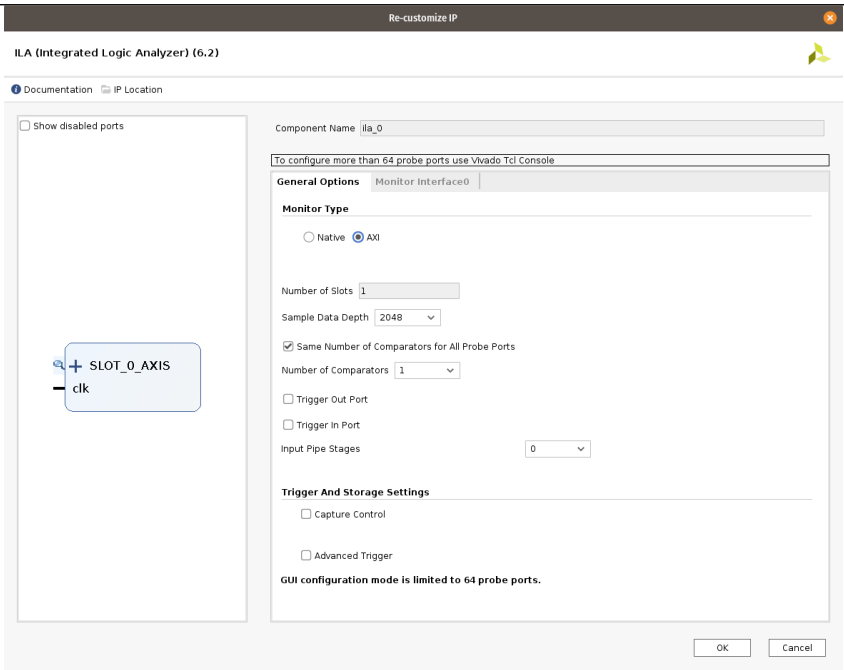 Re-customize IP
ILA (Integrated Logic Analyzer) (6.2)
Documentation IP Location
Show disabled ports
SLOT_0_AXIS
clk
Component Name ila_0
To configure more than 64 probe ports use Vivado Tcl Console
General Options Monitor Interface0
Monitor Type
Native AXI
Number of Slots 1
Sample Data Depth 2048
Same Number of Comparators for All Probe Ports
Number of Comparators 1
Trigger Out Port
Trigger In Port
Input Pipe Stages 0
Trigger And Storage Settings
Capture Control
Advanced Trigger
GUI configuration mode is limited to 64 probe ports.
OK Cancel